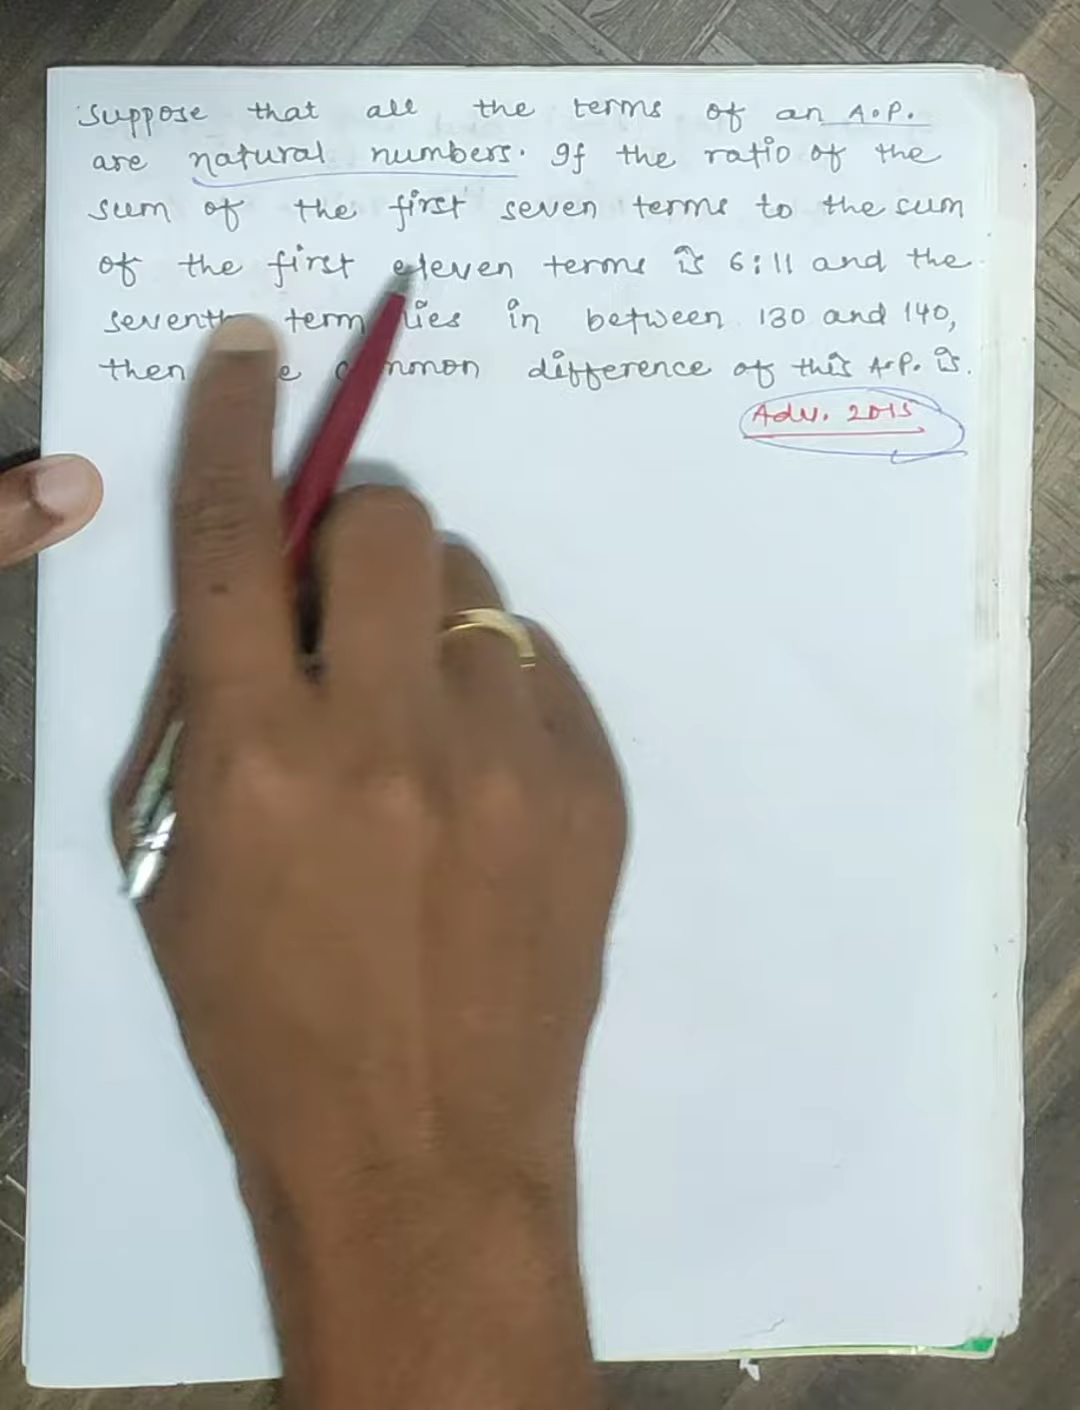 Suppose that all the terms of an A.P.
are natural numbers. If the ratio of the
sum of the first seven terms to the sum
of the first eleven terms is 6:11 and the
seventh term lies in between 130 and 140,
then common difference of this A.P. is.
Adv. 2015